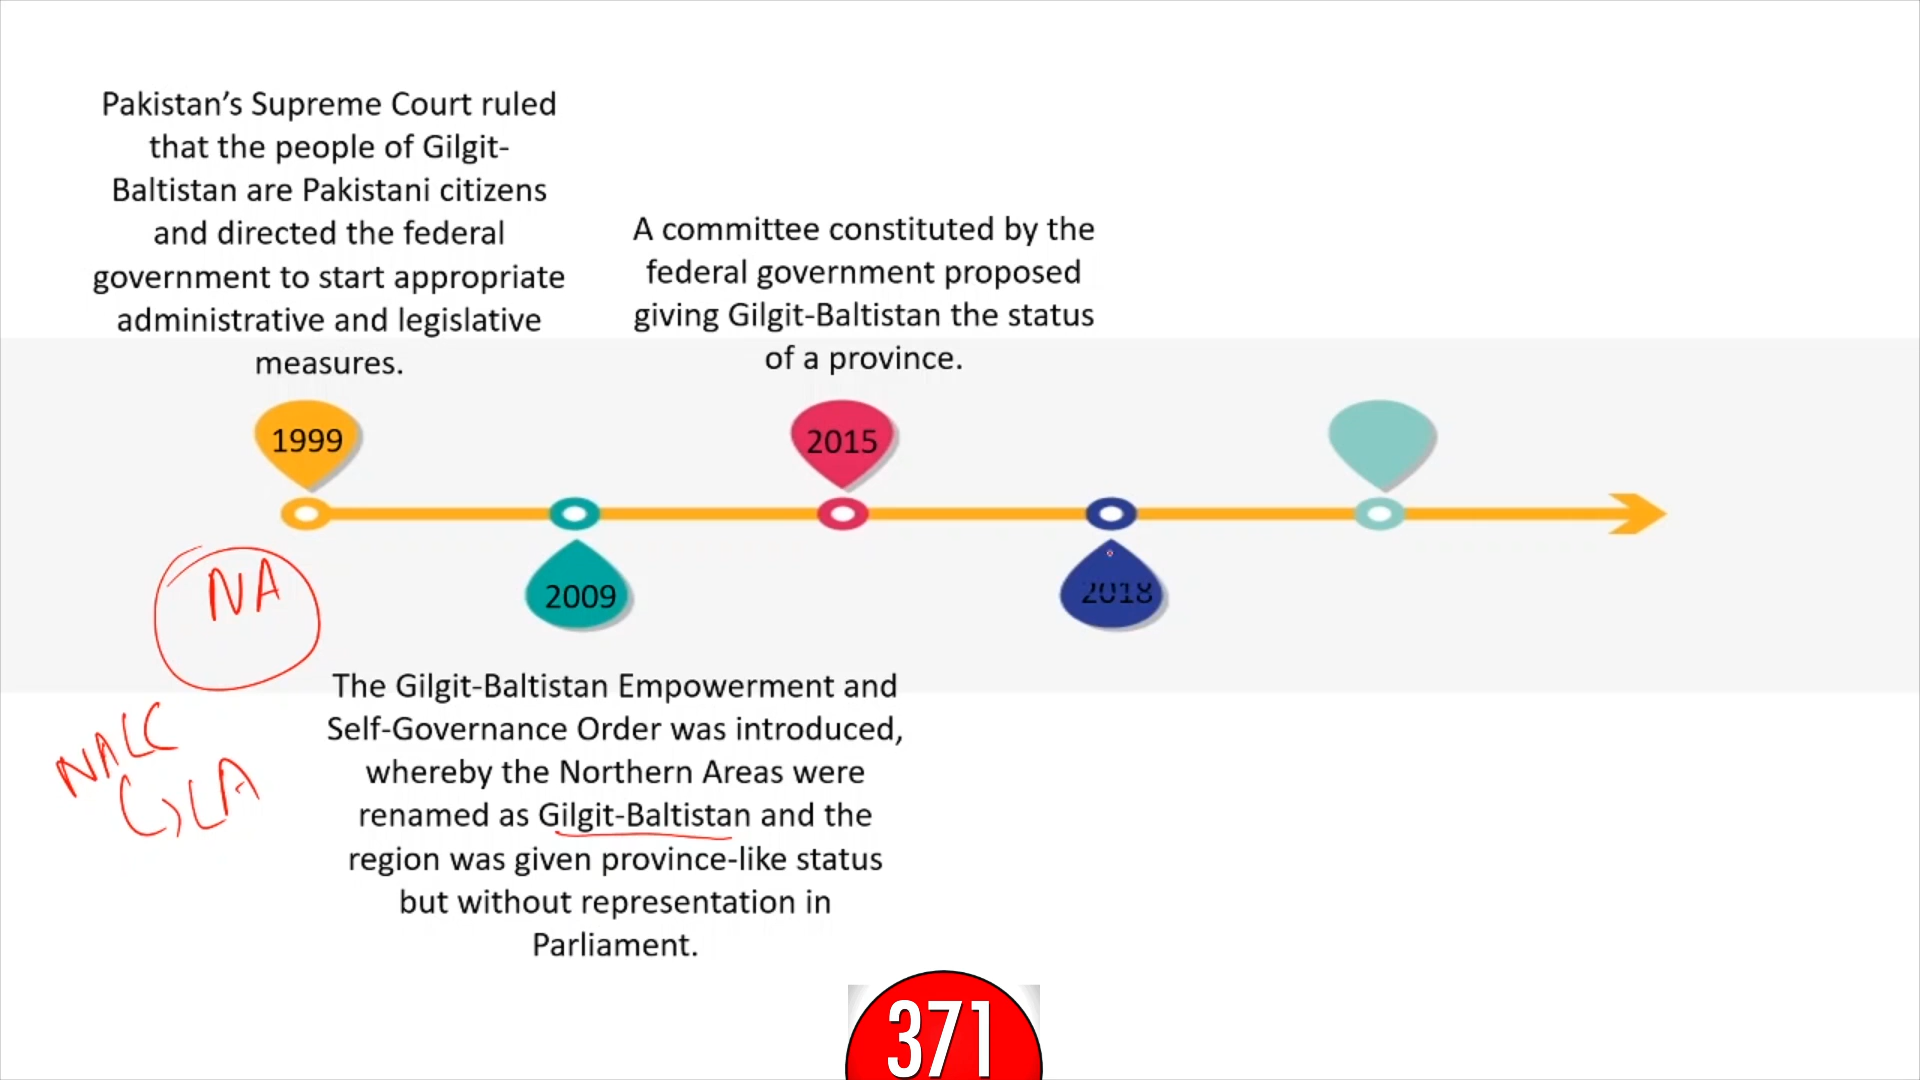 Pakistan’s Supreme Court ruled
that the people of Gilgit-
Baltistan are Pakistani citizens
and directed the federal
government to start appropriate
administrative and legislative
measures.
A committee constituted by the
federal government proposed
giving Gilgit-Baltistan the status
of a province.
1999
2015
2009
2018
NA
NALC
LA
The Gilgit-Baltistan Empowerment and
Self-Governance Order was introduced,
whereby the Northern Areas were
renamed as Gilgit-Baltistan and the
region was given province-like status
but without representation in
Parliament.
371